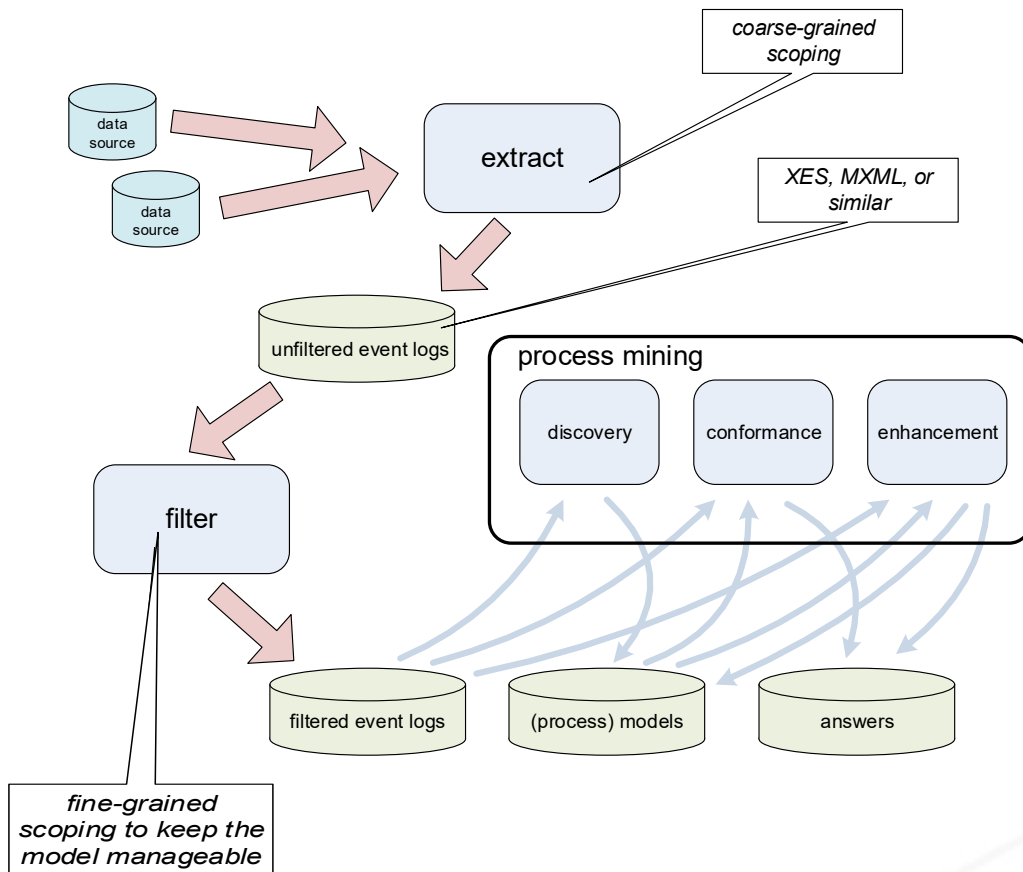 coarse-grained
scoping
data
source
extract
data
source
XES, MXML, or
similar
unfiltered event logs
process mining
discovery
conformance
enhancement
filter
filtered event logs
(process) models
answers
fine-grained
scoping to keep the
model manageable